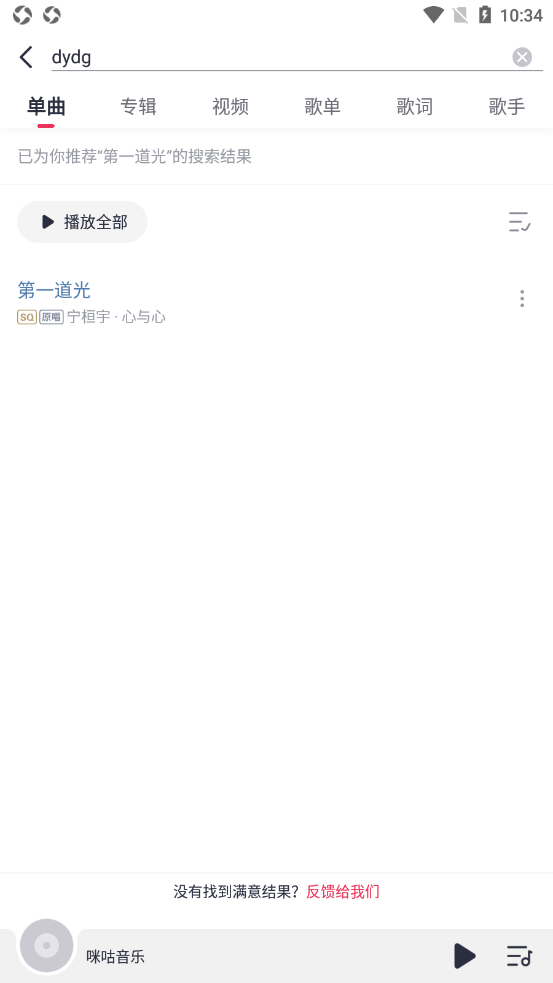 10:34
dydg
单曲 专辑 视频 歌单 歌词 歌手
已为你推荐“第一道光”的搜索结果
播放全部
第一道光
SQ 原唱 宁桓宇 · 心与心
没有找到满意结果？反馈给我们
咪咕音乐